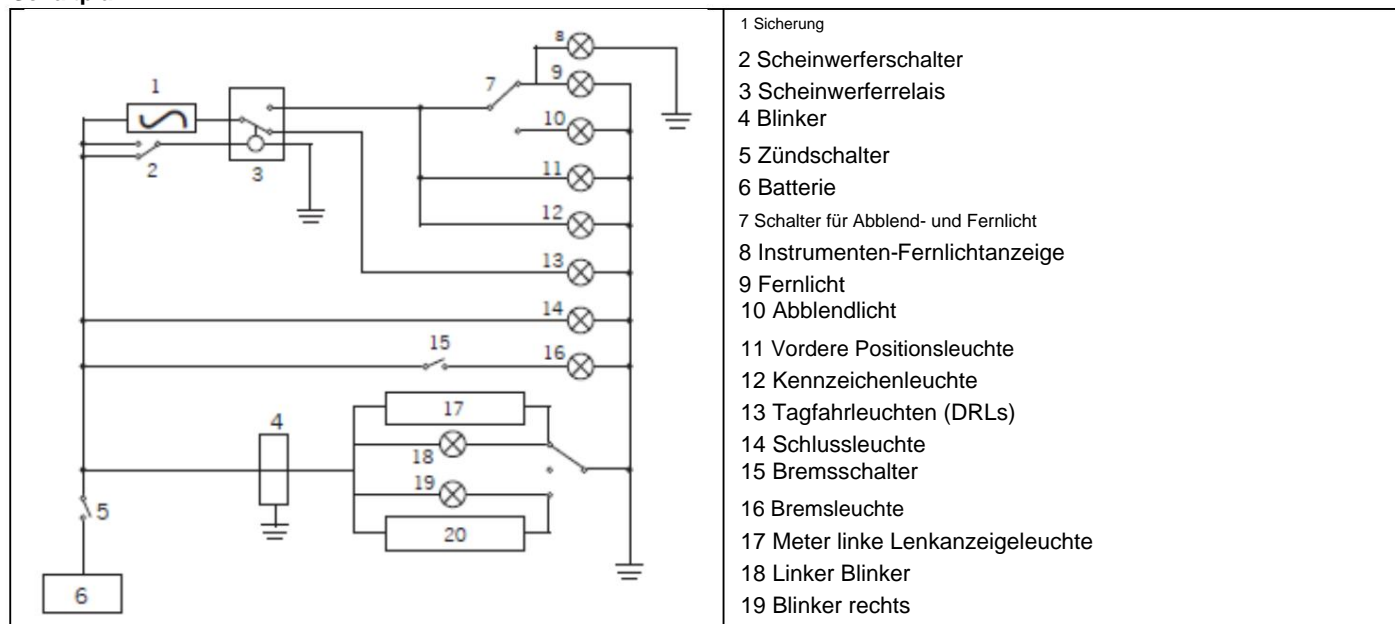 1 Sicherung
2 Scheinwerferschalter
3 Scheinwerferrelais
4 Blinker
5 Zündschalter
6 Batterie
7 Schalter für Abblend- und Fernlicht
8 Instrumenten-Fernlichtanzeige
9 Fernlicht
10 Abblendlicht
11 Vordere Positionsleuchte
12 Kennzeichenleuchte
13 Tagfahrleuchten (DRLs)
14 Schlussleuchte
15 Bremsschalter
16 Bremsleuchte
17 Meter linke Lenkanzeigeleuchte
18 Linker Blinker
19 Blinker rechts
8
9
7
1
10
2
3
11
12
13
14
15
16
17
4
18
19
5
20
6